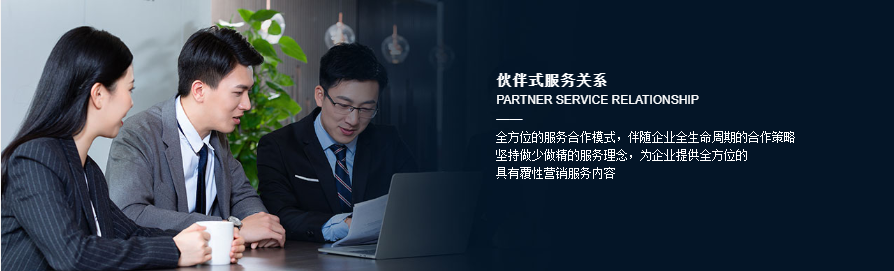 伙伴式服务关系
PARTNER SERVICE RELATIONSHIP
全方位的服务合作模式，伴随企业全生命周期的合作策略
坚持做少做精的服务理念，为企业提供全方位的
具有覆性营销服务内容